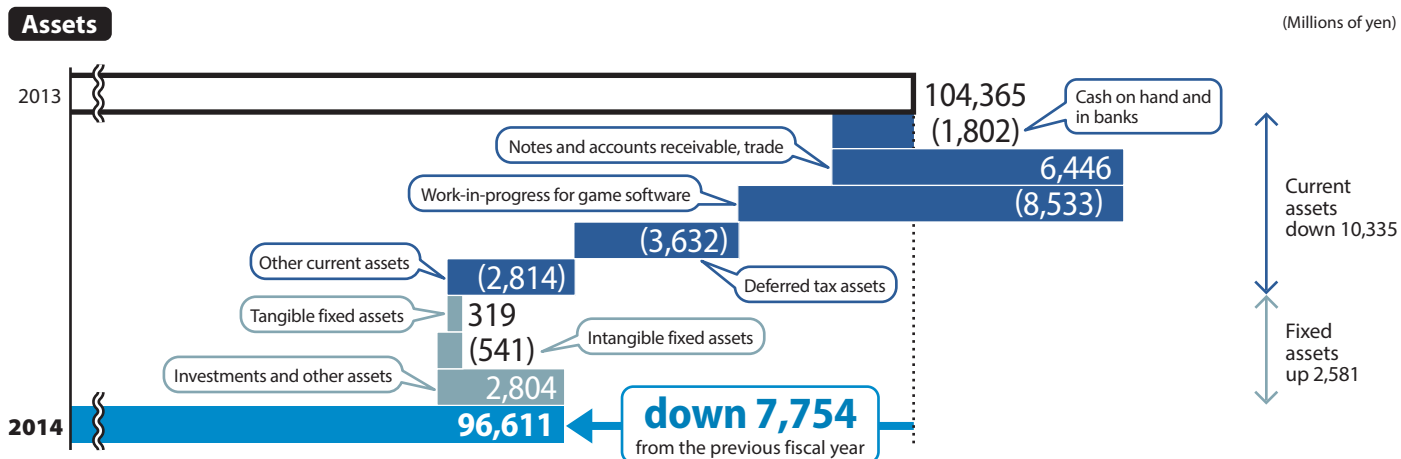 Assets
(Millions of yen)
2013
104,365
(1,802)
Cash on hand and
in banks
Notes and accounts receivable, trade
6,446
Work-in-progress for game software
(8,533)
Current
assets
down 10,335
(3,632)
Deferred tax assets
Other current assets
(2,814)
Tangible fixed assets
319
(541)
Intangible fixed assets
Fixed
assets
up 2,581
Investments and other assets
2,804
2014
96,611
down 7,754
from the previous fiscal year